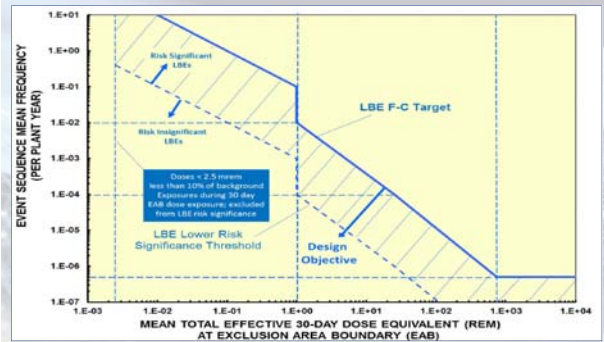 EVENT SEQUENCE MEAN FREQUENCY
(PER PLANT YEAR)
1.E+01
1.E+00
1.E-01
1.E-02
1.E-03
1.E-04
1.E-05
1.E-06
1.E-07
Risk Significant
LBEs
Risk Insignificant
LBEs
LBE F-C Target
Doses < 2.5 mrem
less than 10% of background
Exposures during 30 day
EAB dose exposure; excluded
from LBE risk significance
LBE Lower Risk
Significance Threshold
Design
Objective
1.E-03
1.E-02
1.E-01
1.E+00
1.E+01
1.E+02
1.E+03
1.E+04
MEAN TOTAL EFFECTIVE 30-DAY DOSE EQUIVALENT (REM)
AT EXCLUSION AREA BOUNDARY (EAB)